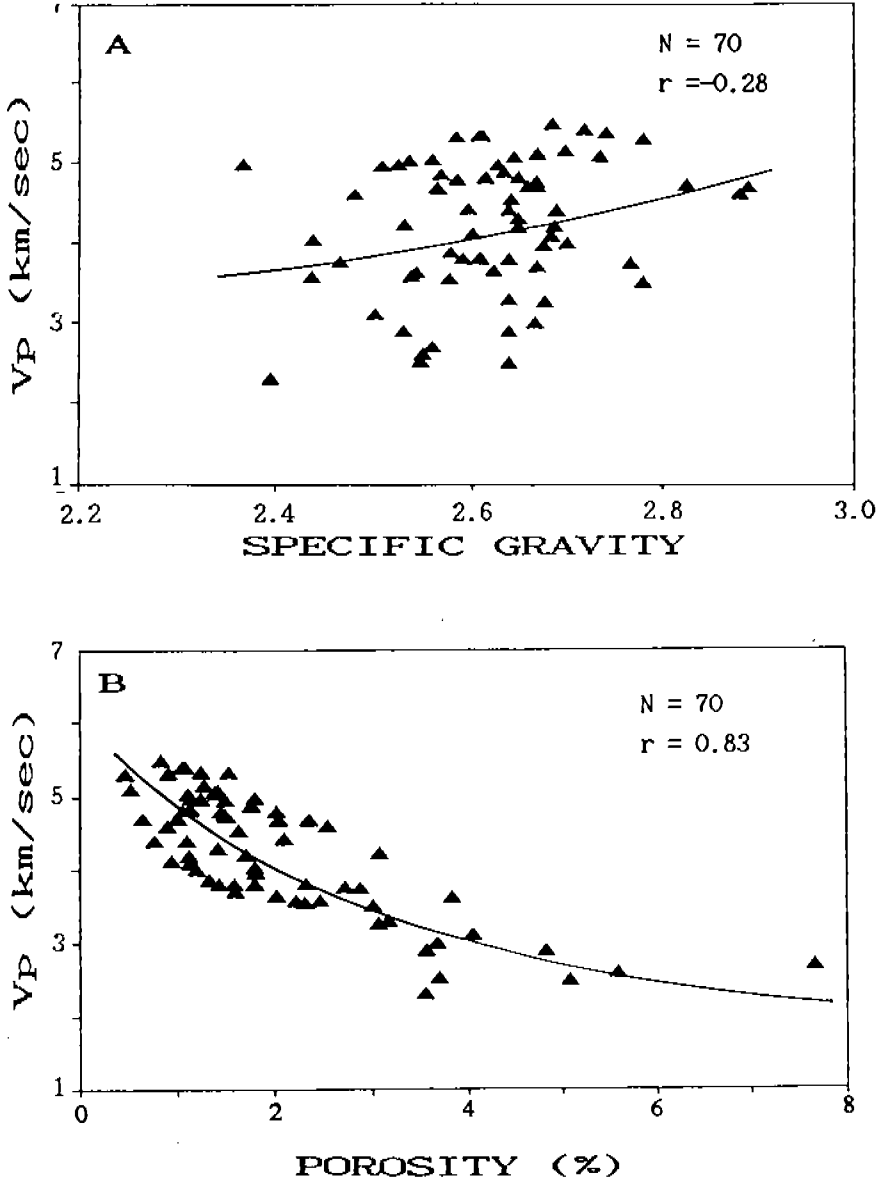 A
N = 70
r =-0.28
5
3
1
Vp (km/sec)
2.2 2.4 2.6 2.8 3.0
SPECIFIC GRAVITY
7
B
N = 70
r = 0.83
5
3
1
Vp (km/sec)
0 2 4 6 8
POROSITY (%)